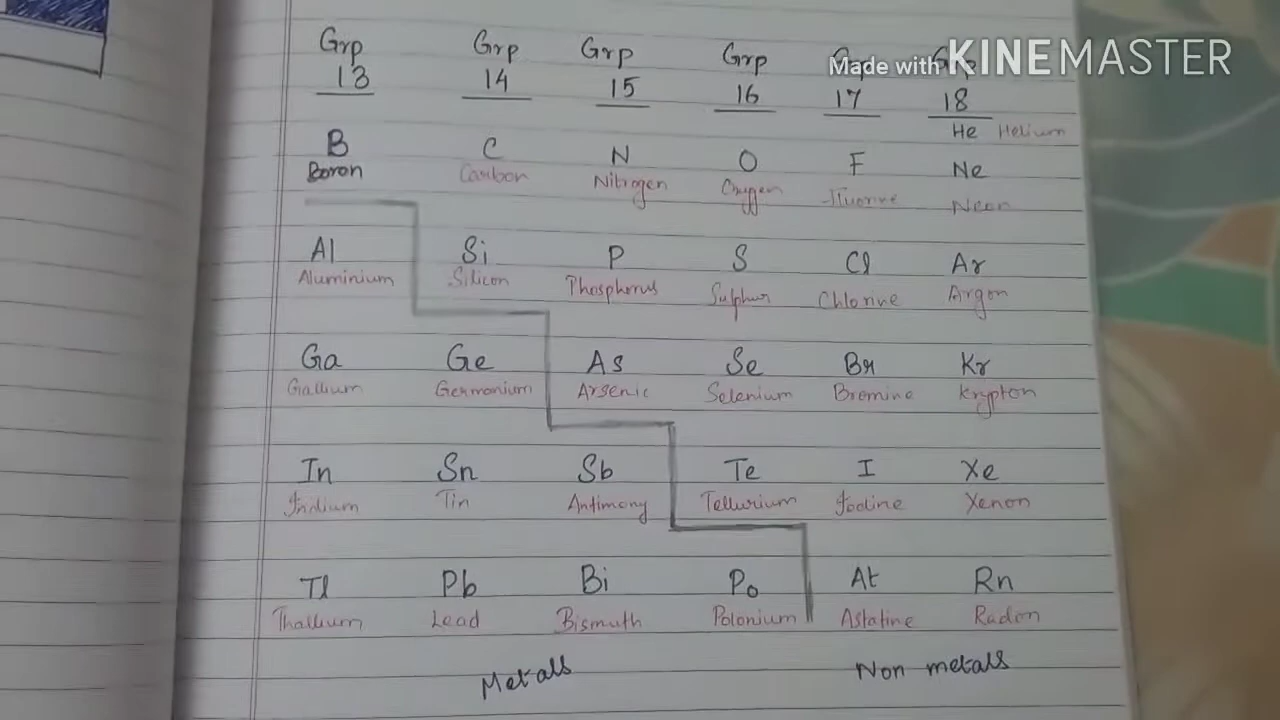 Made with KINEMASTER
Grp Grp Grp Grp Grp Grp
13 14 15 16 17 18
He Helium
B C N O F Ne
Boron Carbon Nitrogen Oxygen Fluorine Neon
Al Si P S Cl Ar
Aluminium Silicon Phosphorus Sulphur Chlorine Argon
Ga Ge As Se Br Kr
Gallium Germanium Arsenic Selenium Bromine Krypton
In Sn Sb Te I Xe
Indium Tin Antimony Tellurium Iodine Xenon
Tl Pb Bi Po At Rn
Thallium Lead Bismuth Polonium Astatine Radon
Metals Non metals